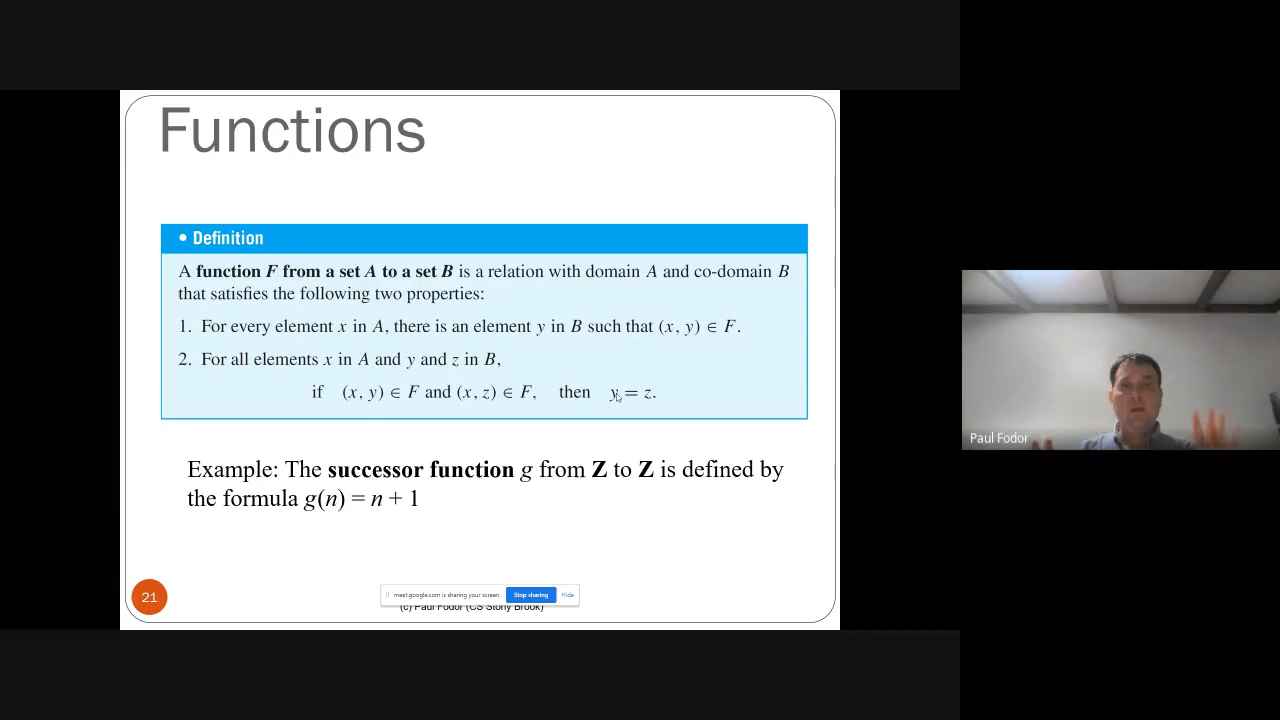 Functions
• Definition
A function F from a set A to a set B is a relation with domain A and co-domain B
that satisfies the following two properties:
1. For every element x in A, there is an element y in B such that (x, y) ∈ F.
2. For all elements x in A and y and z in B,
if (x, y) ∈ F and (x, z) ∈ F, then y = z.
Example: The successor function g from Z to Z is defined by
the formula g(n) = n + 1
21
meet.google.com is sharing your screen. Stop sharing Hide
(c) Paul Fodor (CS Stony Brook)
Paul Fodor